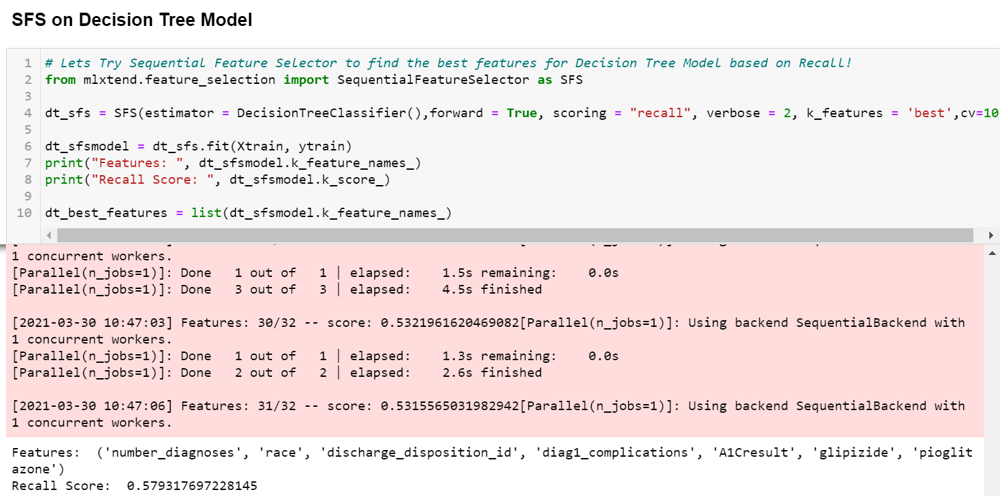 SFS on Decision Tree Model
1 # Lets Try Sequential Feature Selector to find the best features for Decision Tree Model based on Recall!
2 from mlxtend.feature_selection import SequentialFeatureSelector as SFS
3
4 dt_sfs = SFS(estimator = DecisionTreeClassifier(),forward = True, scoring = "recall", verbose = 2, k_features = 'best',cv=10
5
6 dt_sfsmodel = dt_sfs.fit(Xtrain, ytrain)
7 print("Features: ", dt_sfsmodel.k_feature_names_)
8 print("Recall Score: ", dt_sfsmodel.k_score_)
9
10 dt_best_features = list(dt_sfsmodel.k_feature_names_)
1 concurrent workers.
[Parallel(n_jobs=1)]: Done   1 out of   1 | elapsed:    1.5s remaining:    0.0s
[Parallel(n_jobs=1)]: Done   3 out of   3 | elapsed:    4.5s finished
[2021-03-30 10:47:03] Features: 30/32 -- score: 0.5321961620469082[Parallel(n_jobs=1)]: Using backend SequentialBackend with
1 concurrent workers.
[Parallel(n_jobs=1)]: Done   1 out of   1 | elapsed:    1.3s remaining:    0.0s
[Parallel(n_jobs=1)]: Done   2 out of   2 | elapsed:    2.6s finished
[2021-03-30 10:47:06] Features: 31/32 -- score: 0.5315565031982942[Parallel(n_jobs=1)]: Using backend SequentialBackend with
1 concurrent workers.
Features:  ('number_diagnoses', 'race', 'discharge_disposition_id', 'diag1_complications', 'A1Cresult', 'glipizide', 'pioglit
azone')
Recall Score:  0.579317697228145